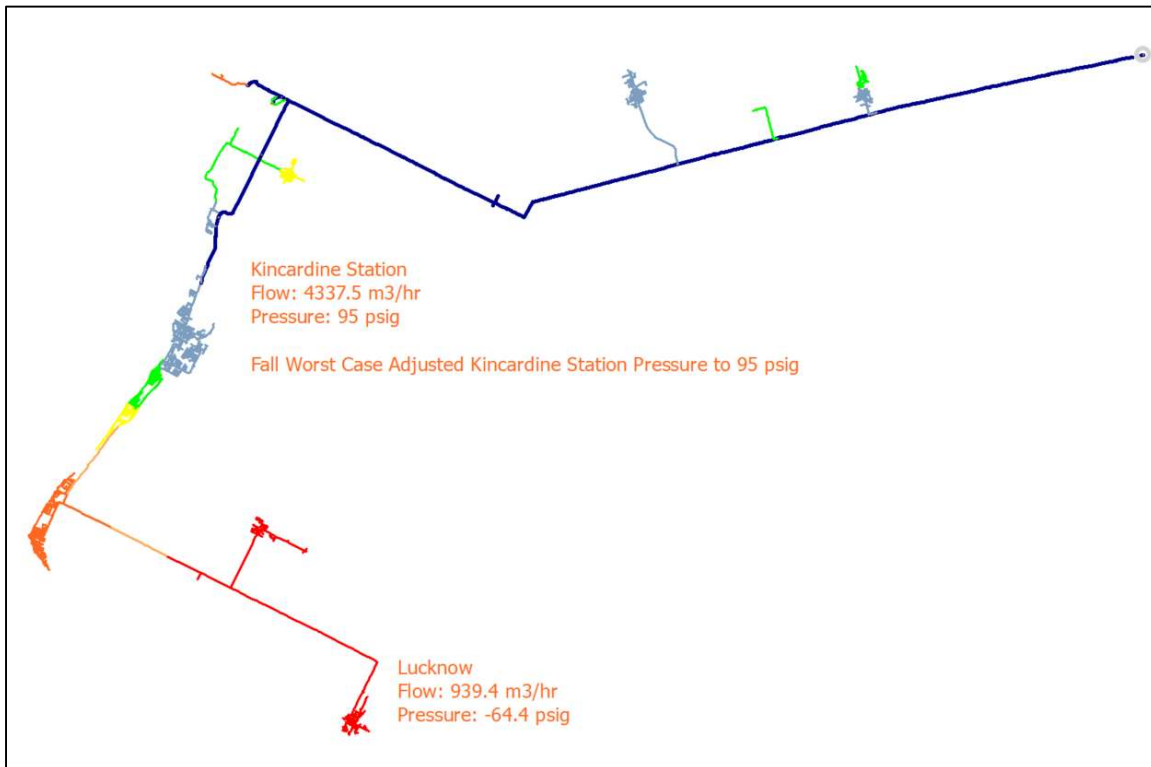 Kincardine Station
Flow: 4337.5 m3/hr
Pressure: 95 psig
Fall Worst Case Adjusted Kincardine Station Pressure to 95 psig
Lucknow
Flow: 939.4 m3/hr
Pressure: -64.4 psig